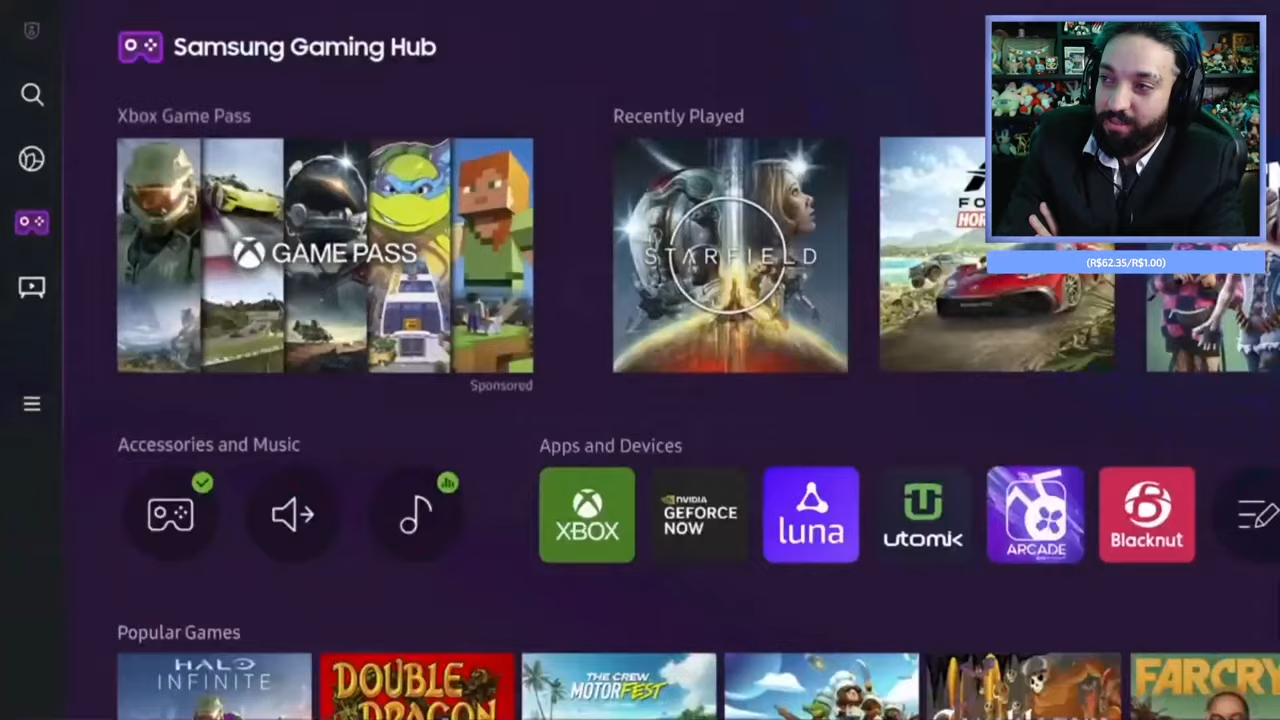 Samsung Gaming Hub
Xbox Game Pass
Recently Played
GAME PASS
STARFIELD
FO
HOR
(R$62.35/R$1.00)
Sponsored
Accessories and Music
Apps and Devices
XBOX
NVIDIA
GEFORCE
NOW
luna
utomik
ARCADE
Blacknut
Popular Games
HALO
INFINITE
DOUBLE
DRAGON
THE CREW
MOTORFEST
FARCRY